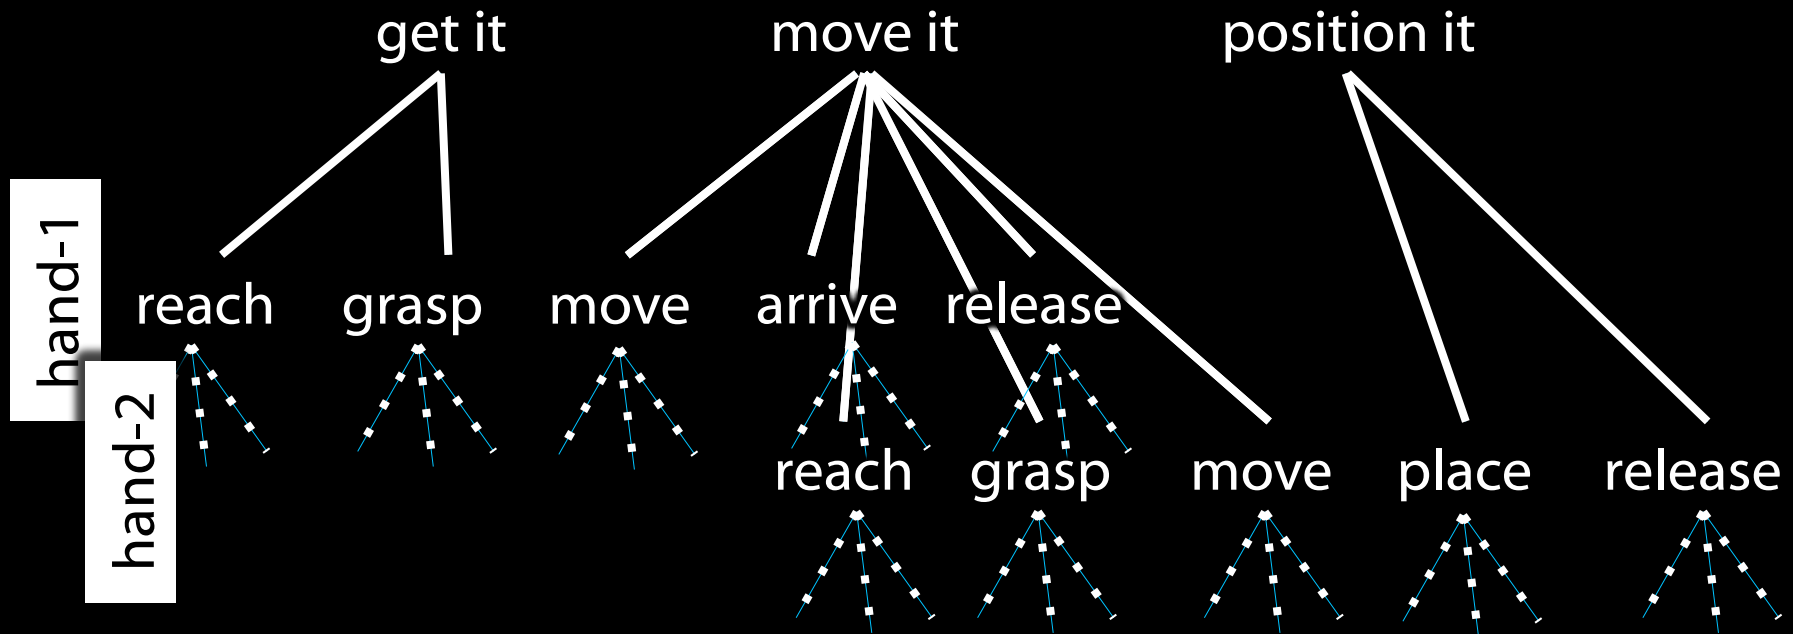 get it move it position it
hand-1
reach grasp move arrive release
hand-2
reach grasp move place release